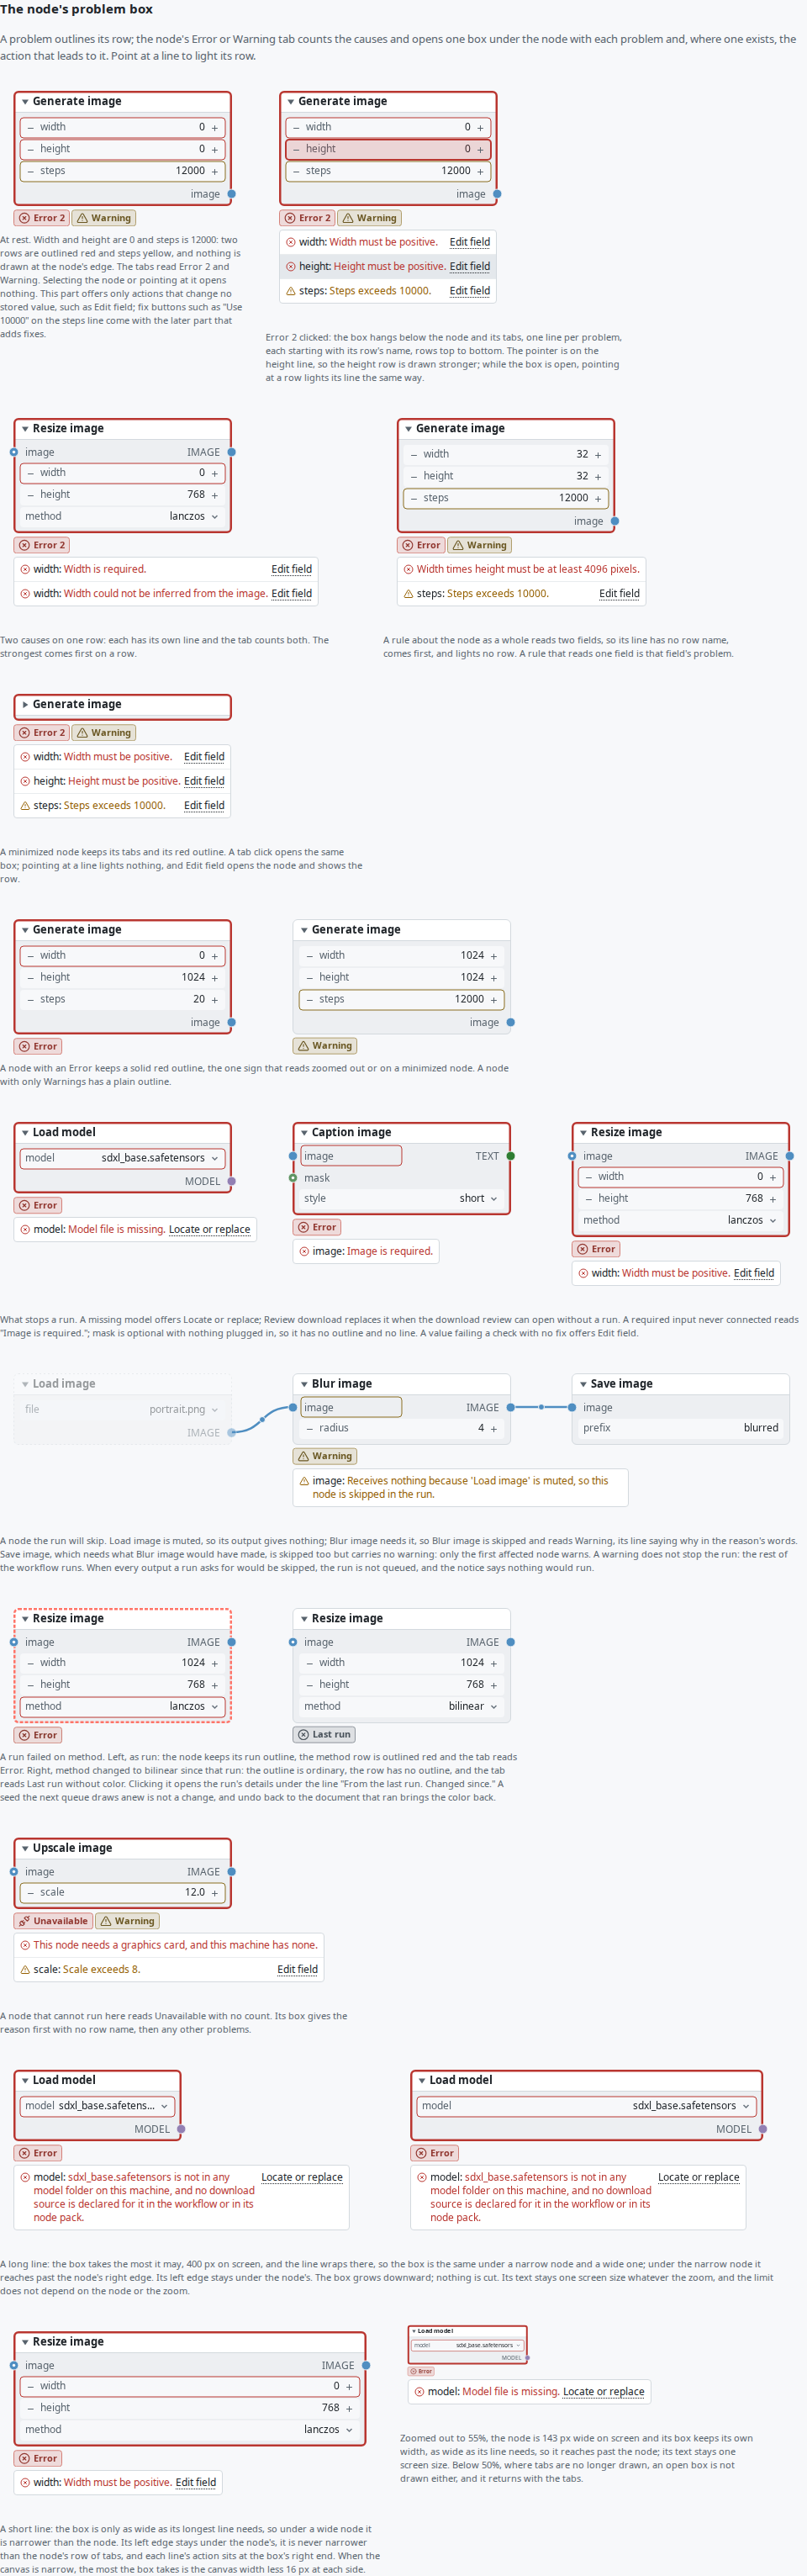 The node's problem box
A problem outlines its row; the node's Error or Warning tab counts the causes and opens one box under the node with each problem and, where one exists, the
action that leads to it. Point at a line to light its row.
Generate image
− width 0 +
− height 0 +
− steps 12000 +
image
Error 2 Warning
At rest. Width and height are 0 and steps is 12000: two
rows are outlined red and steps yellow, and nothing is
drawn at the node's edge. The tabs read Error 2 and
Warning. Selecting the node or pointing at it opens
nothing. This part offers only actions that change no
stored value, such as Edit field; fix buttons such as "Use
10000" on the steps line come with the later part that
adds fixes.
Generate image
− width 0 +
− height 0 +
− steps 12000 +
image
Error 2 Warning
width: Width must be positive. Edit field
height: Height must be positive. Edit field
steps: Steps exceeds 10000. Edit field
Error 2 clicked: the box hangs below the node and its tabs, one line per problem,
each starting with its row's name, rows top to bottom. The pointer is on the
height line, so the height row is drawn stronger; while the box is open, pointing
at a row lights its line the same way.
Resize image
image IMAGE
− width 0 +
− height 768 +
method lanczos
Error 2
width: Width is required. Edit field
width: Width could not be inferred from the image. Edit field
Two causes on one row: each has its own line and the tab counts both. The
strongest comes first on a row.
Generate image
− width 32 +
− height 32 +
− steps 12000 +
image
Error Warning
Width times height must be at least 4096 pixels.
steps: Steps exceeds 10000. Edit field
A rule about the node as a whole reads two fields, so its line has no row name,
comes first, and lights no row. A rule that reads one field is that field's problem.
Generate image
Error 2 Warning
width: Width must be positive. Edit field
height: Height must be positive. Edit field
steps: Steps exceeds 10000. Edit field
A minimized node keeps its tabs and its red outline. A tab click opens the same
box; pointing at a line lights nothing, and Edit field opens the node and shows the
row.
Generate image
− width 0 +
− height 1024 +
− steps 20 +
image
Error
Generate image
− width 1024 +
− height 1024 +
− steps 12000 +
image
Warning
A node with an Error keeps a solid red outline, the one sign that reads zoomed out or on a minimized node. A node
with only Warnings has a plain outline.
Load model
model sdxl_base.safetensors
MODEL
Error
model: Model file is missing. Locate or replace
Caption image
image TEXT
mask
style short
Error
image: Image is required.
Resize image
image IMAGE
− width 0 +
− height 768 +
method lanczos
Error
width: Width must be positive. Edit field
What stops a run. A missing model offers Locate or replace; Review download replaces it when the download review can open without a run. A required input never connected reads
"Image is required."; mask is optional with nothing plugged in, so it has no outline and no line. A value failing a check with no fix offers Edit field.
Load image
file portrait.png
IMAGE
Blur image
image IMAGE
− radius 4 +
Warning
image: Receives nothing because 'Load image' is muted, so this
node is skipped in the run.
Save image
image
prefix blurred
A node the run will skip. Load image is muted, so its output gives nothing; Blur image needs it, so Blur image is skipped and reads Warning, its line saying why in the reason's words.
Save image, which needs what Blur image would have made, is skipped too but carries no warning: only the first affected node warns. A warning does not stop the run: the rest of
the workflow runs. When every output a run asks for would be skipped, the run is not queued, and the notice says nothing would run.
Resize image
image IMAGE
− width 1024 +
− height 768 +
method lanczos
Error
Resize image
image IMAGE
− width 1024 +
− height 768 +
method bilinear
Last run
A run failed on method. Left, as run: the node keeps its run outline, the method row is outlined red and the tab reads
Error. Right, method changed to bilinear since that run: the outline is ordinary, the row has no outline, and the tab
reads Last run without color. Clicking it opens the run's details under the line "From the last run. Changed since." A
seed the next queue draws anew is not a change, and undo back to the document that ran brings the color back.
Upscale image
image IMAGE
− scale 12.0 +
Unavailable Warning
This node needs a graphics card, and this machine has none.
scale: Scale exceeds 8. Edit field
A node that cannot run here reads Unavailable with no count. Its box gives the
reason first with no row name, then any other problems.
Load model
model sdxl_base.safetens...
MODEL
Error
model: sdxl_base.safetensors is not in any Locate or replace
model folder on this machine, and no download
source is declared for it in the workflow or in its
node pack.
Load model
model sdxl_base.safetensors
MODEL
Error
model: sdxl_base.safetensors is not in any Locate or replace
model folder on this machine, and no download
source is declared for it in the workflow or in its
node pack.
A long line: the box takes the most it may, 400 px on screen, and the line wraps there, so the box is the same under a narrow node and a wide one; under the narrow node it
reaches past the node's right edge. Its left edge stays under the node's. The box grows downward; nothing is cut. Its text stays one screen size whatever the zoom, and the limit
does not depend on the node or the zoom.
Resize image
image IMAGE
− width 0 +
− height 768 +
method lanczos
Error
width: Width must be positive. Edit field
A short line: the box is only as wide as its longest line needs, so under a wide node it
is narrower than the node. Its left edge stays under the node's, it is never narrower
than the node's row of tabs, and each line's action sits at the box's right end. When the
canvas is narrow, the most the box takes is the canvas width less 16 px at each side.
Load model
model sdxl_base.safetensors
MODEL
Error
model: Model file is missing. Locate or replace
Zoomed out to 55%, the node is 143 px wide on screen and its box keeps its own
width, as wide as its line needs, so it reaches past the node; its text stays one
screen size. Below 50%, where tabs are no longer drawn, an open box is not
drawn either, and it returns with the tabs.